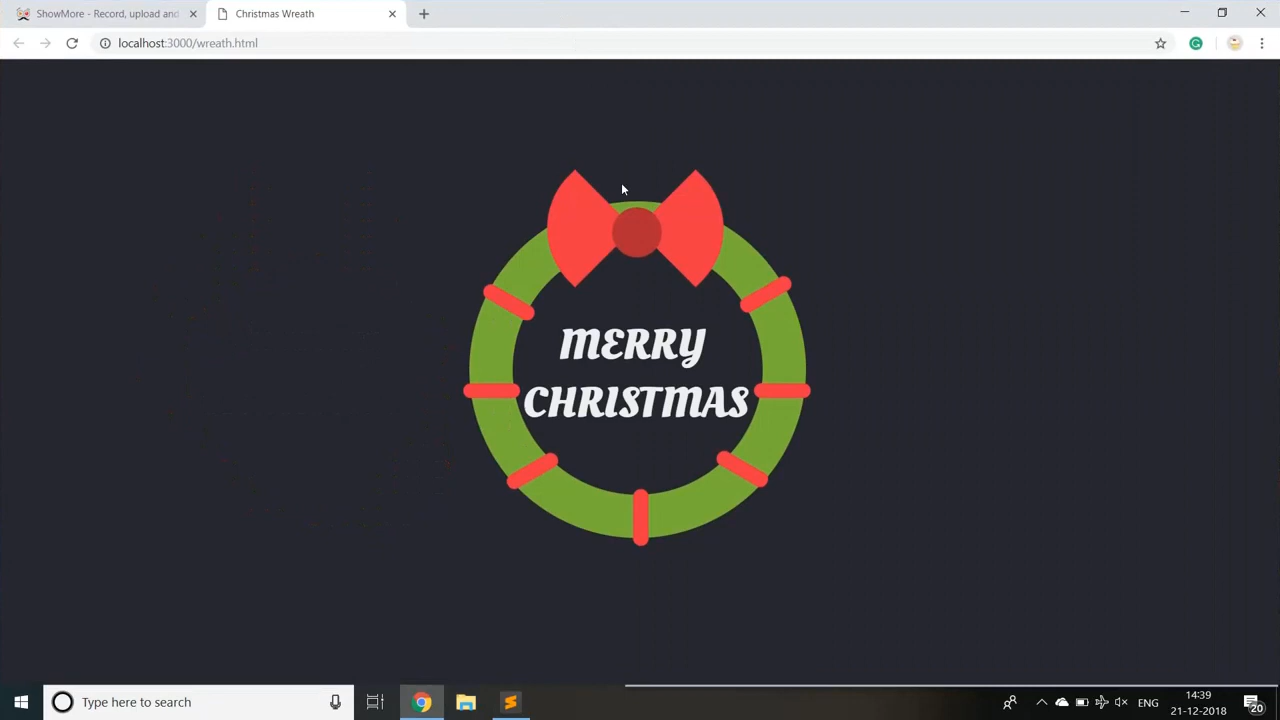 ShowMore - Record, upload and
Christmas Wreath
localhost:3000/wreath.html
MERRY
CHRISTMAS
Type here to search
ENG
14:39
21-12-2018
20